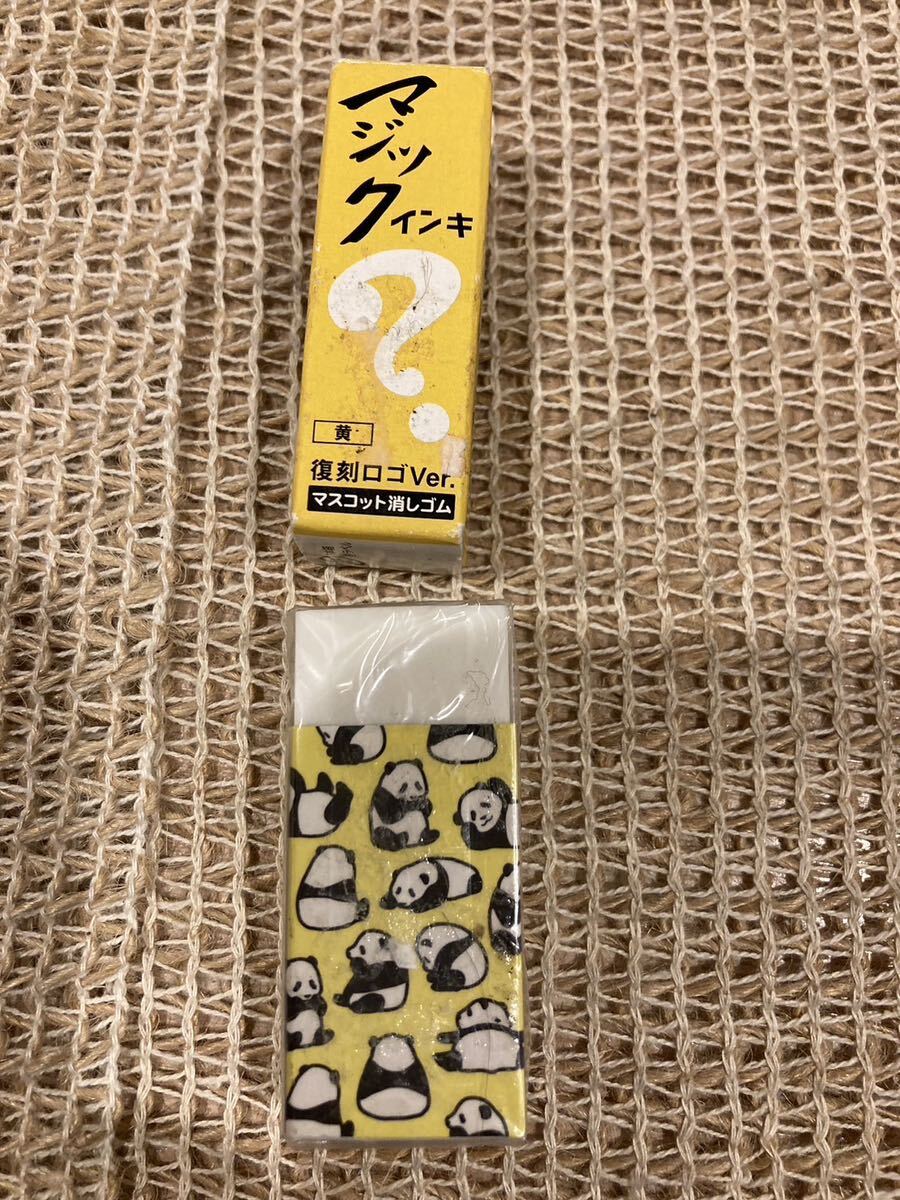 マジックインキ
?
黄
復刻ロゴVer.
マスコット消しゴム